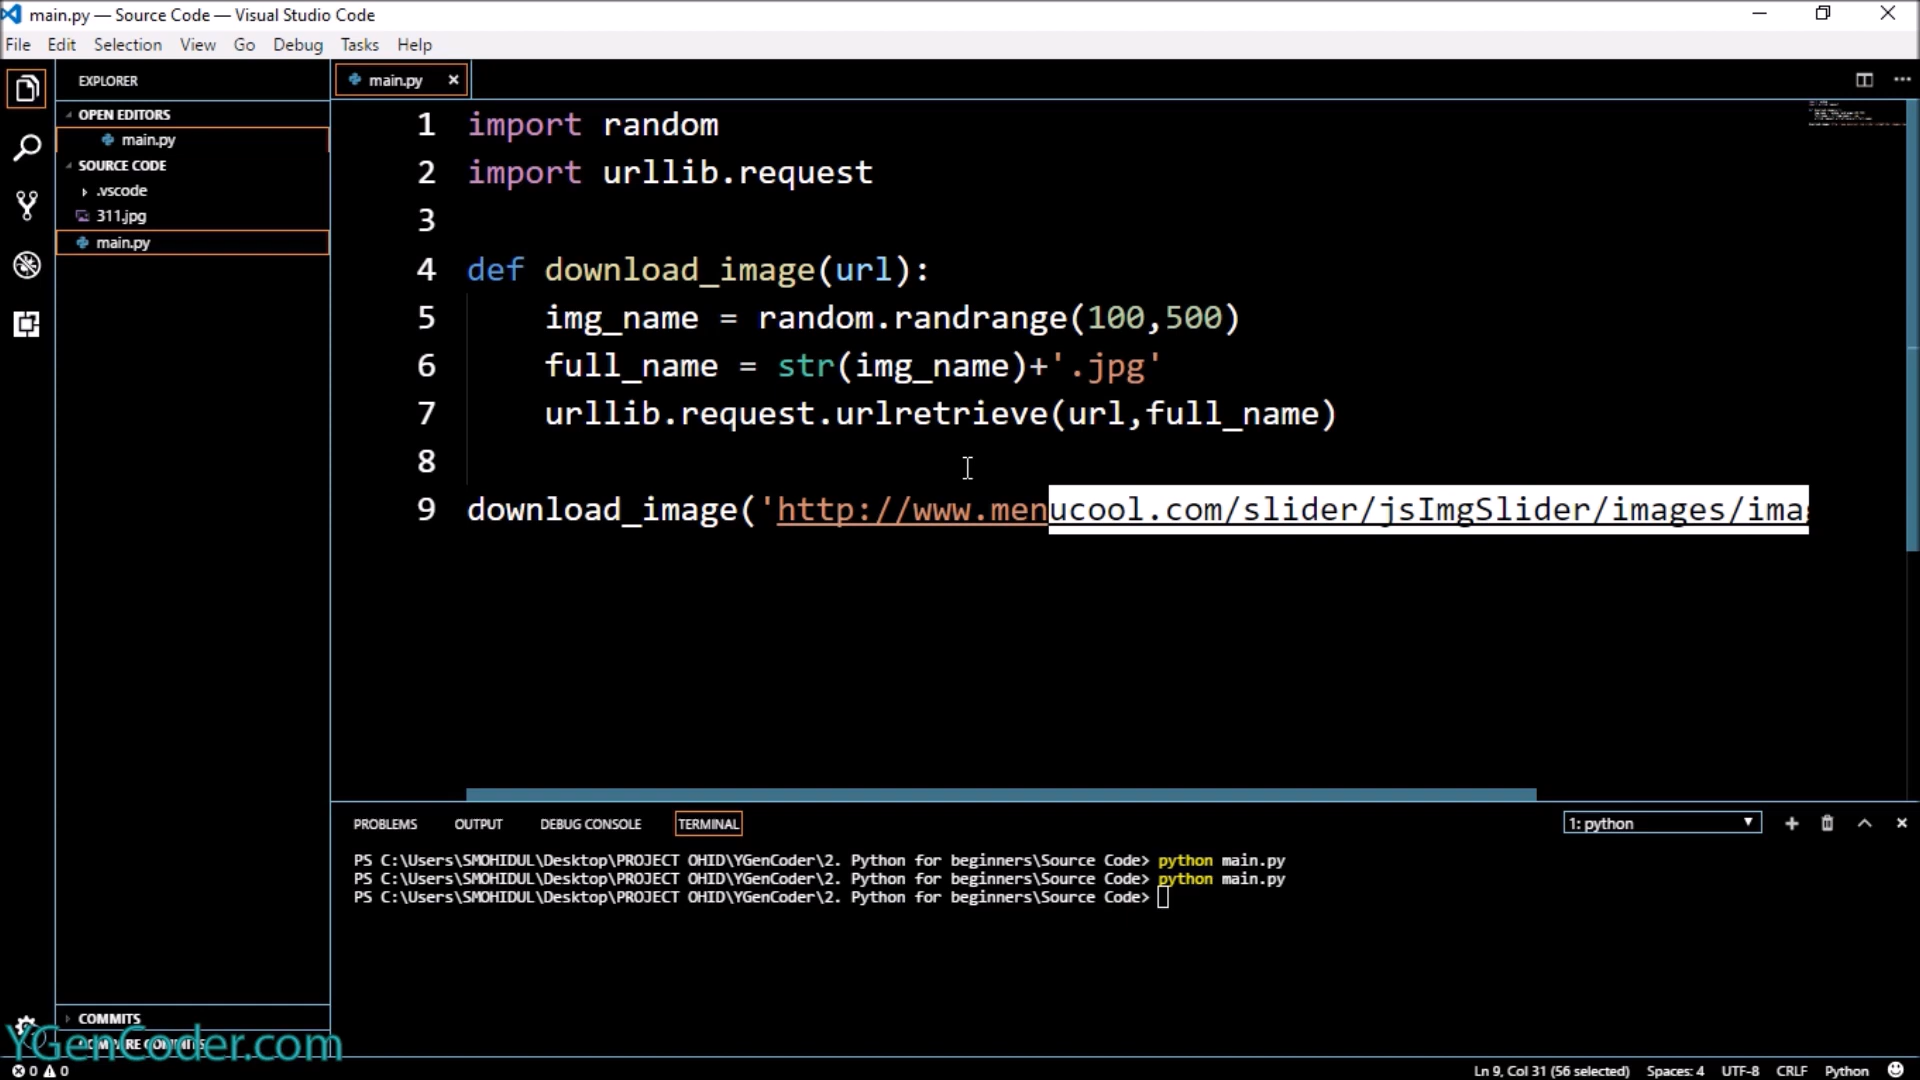 main.py — Source Code — Visual Studio Code
File Edit Selection View Go Debug Tasks Help
EXPLORER
OPEN EDITORS
main.py
SOURCE CODE
.vscode
311.jpg
main.py
main.py
1 import random
2 import urllib.request
3
4 def download_image(url):
5 img_name = random.randrange(100,500)
6 full_name = str(img_name)+'.jpg'
7 urllib.request.urlretrieve(url,full_name)
8
9 download_image('http://www.menucool.com/slider/jsImgSlider/images/imag
PROBLEMS OUTPUT DEBUG CONSOLE TERMINAL 1: python
PS C:\Users\SMOHIDUL\Desktop\PROJECT OHID\YGenCoder\2. Python for beginners\Source Code> python main.py
PS C:\Users\SMOHIDUL\Desktop\PROJECT OHID\YGenCoder\2. Python for beginners\Source Code> python main.py
PS C:\Users\SMOHIDUL\Desktop\PROJECT OHID\YGenCoder\2. Python for beginners\Source Code>
COMMITS
COMPARE COMMITS
YGenCoder.com
0 0 Ln 9, Col 31 (56 selected) Spaces: 4 UTF-8 CRLF Python